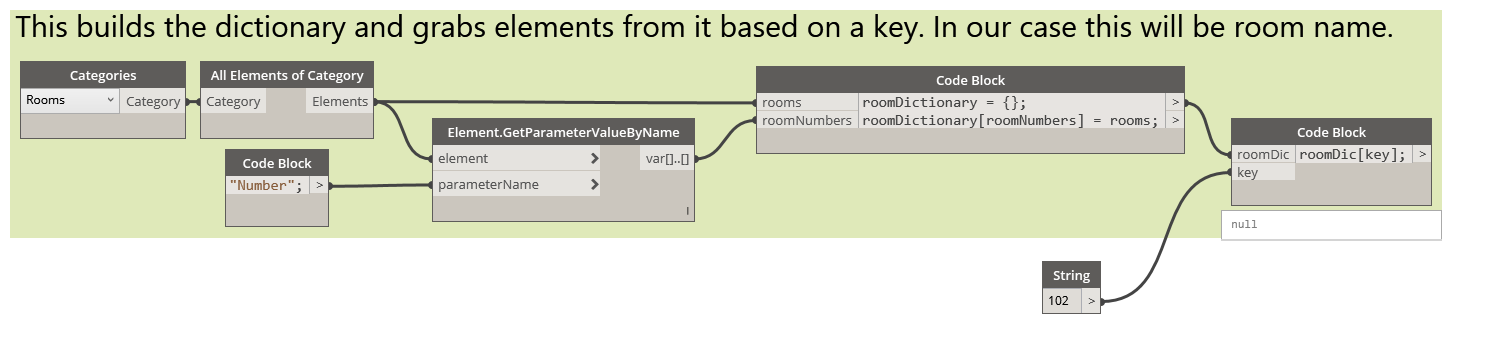 This builds the dictionary and grabs elements from it based on a key. In our case this will be room name.
Categories
Rooms
Category
All Elements of Category
Category
Elements
Code Block
"Number";
>
Element.GetParameterValueByName
element
var[]..[]
parameterName
l
Code Block
rooms
roomDictionary = {};
>
roomNumbers
roomDictionary[roomNumbers] = rooms;
>
Code Block
roomDic
roomDic[key];
>
key
null
String
102
>